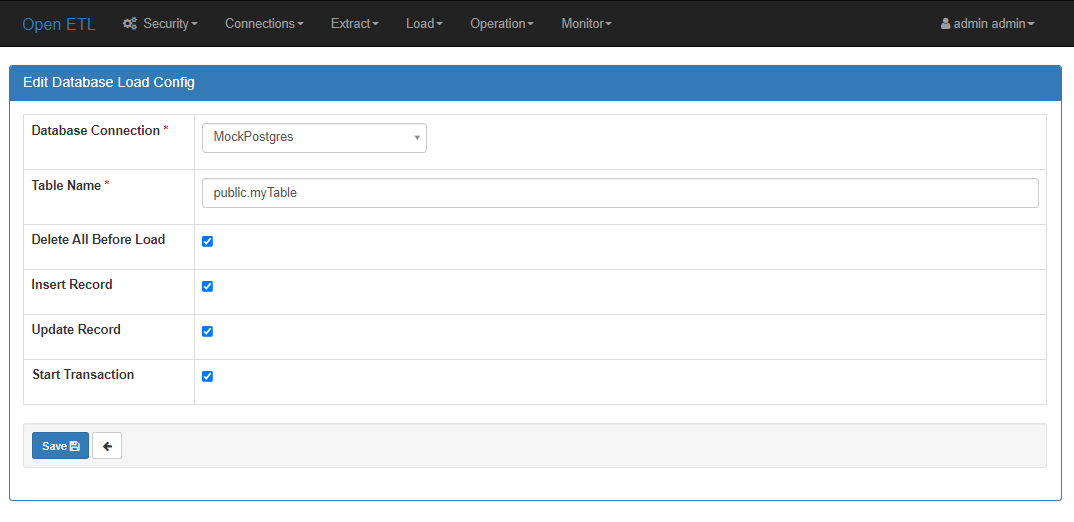 Open ETL Security Connections Extract Load Operation Monitor admin admin
Edit Database Load Config
Database Connection * MockPostgres
Table Name * public.myTable
Delete All Before Load
Insert Record
Update Record
Start Transaction
Save